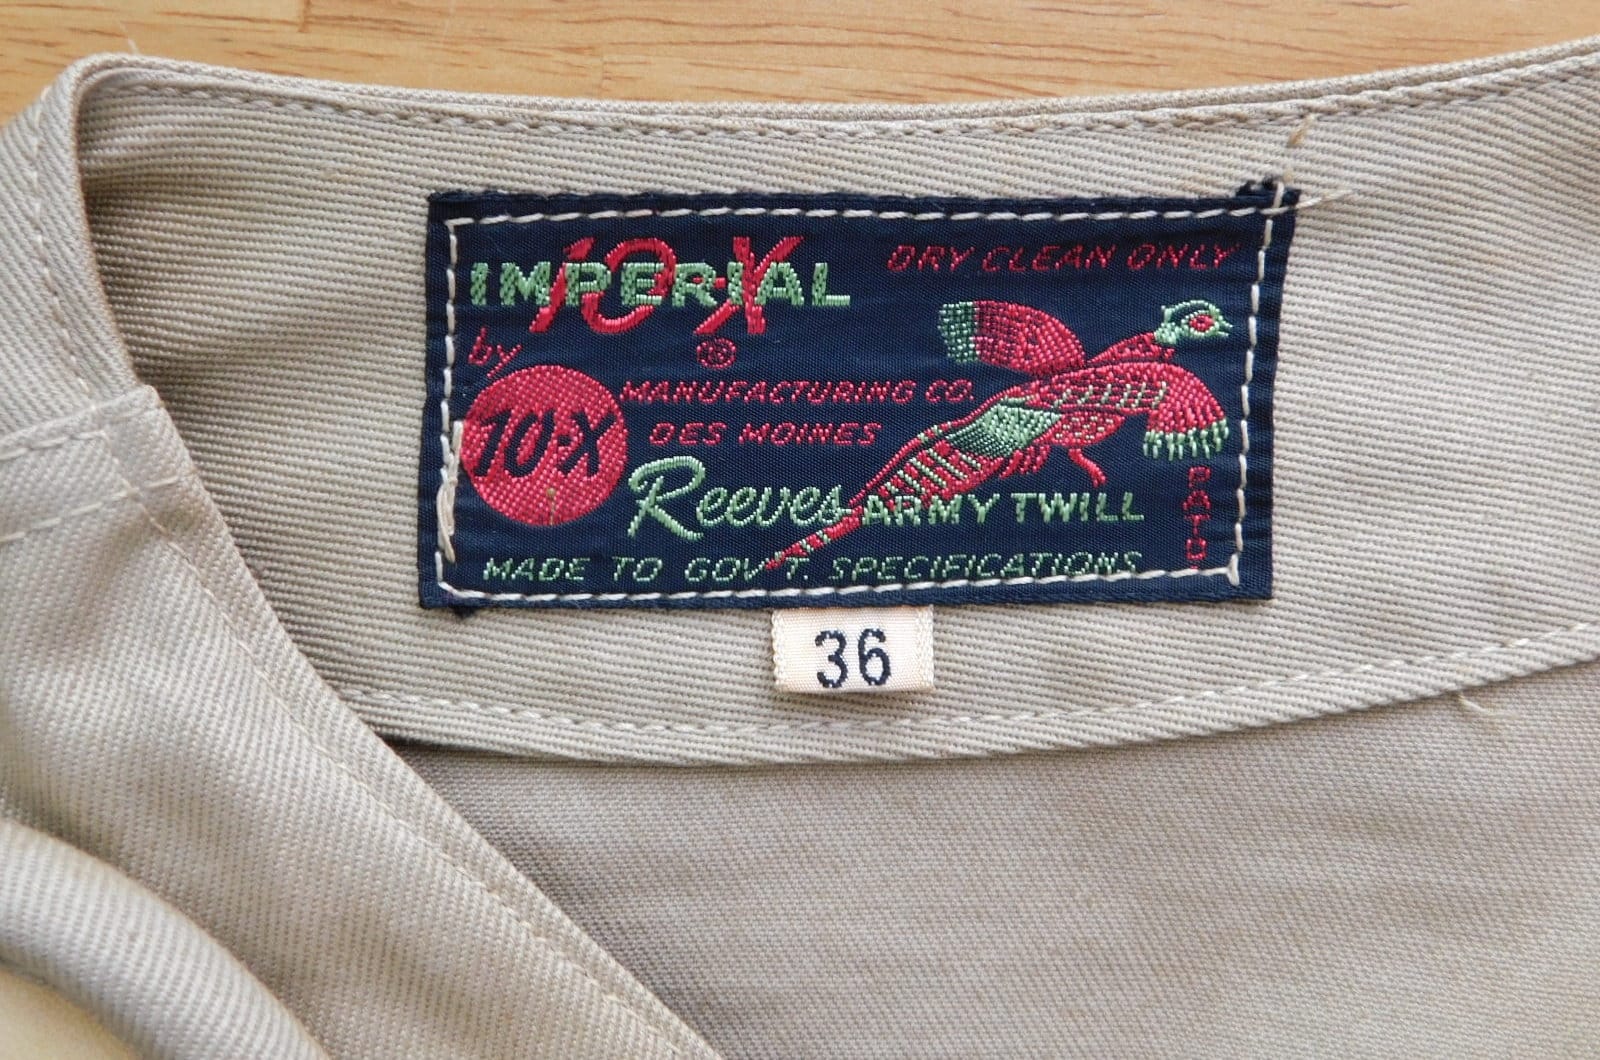 IMPERIAL
10-X
DRY CLEAN ONLY
by
®
10-X
MANUFACTURING CO.
DES MOINES
Reeves ARMY TWILL
PAT'D
MADE TO GOV'T. SPECIFICATIONS
36